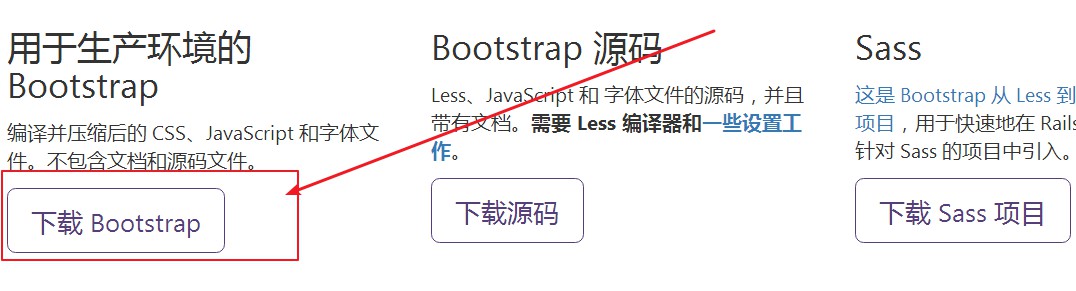 用于生产环境的
Bootstrap
编译并压缩后的 CSS、JavaScript 和字体文
件。不包含文档和源码文件。
下载 Bootstrap
Bootstrap 源码
Less、JavaScript 和 字体文件的源码，并且
带有文档。需要 Less 编译器和一些设置工
作。
下载源码
Sass
这是 Bootstrap 从 Less 到
项目，用于快速地在 Rails
针对 Sass 的项目中引入。
下载 Sass 项目